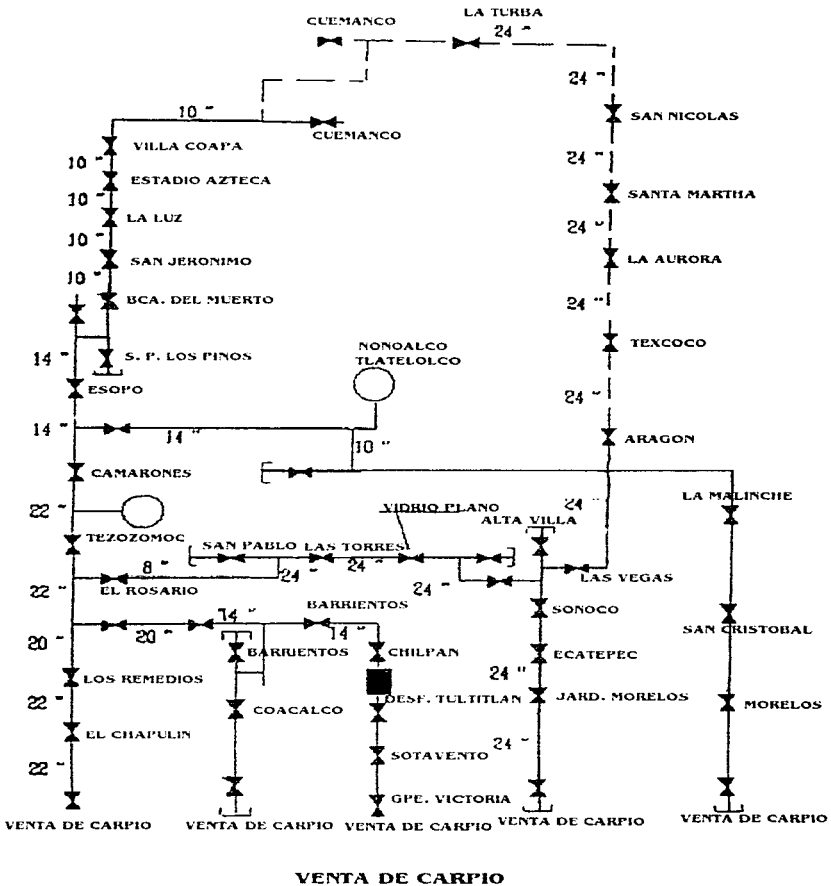 CUEMANCO
LA TURBA
24 "
24 "
10 "
CUEMANCO
SAN NICOLAS
VILLA COAPA
10 "
24 "
ESTADIO AZTECA
SANTA MARTHA
10 "
LA LUZ
24 "
10 "
SAN JERONIMO
LA AURORA
10 "
BCA. DEL MUERTO
24 "
14 "
S. P. LOS PINOS
NONOALCO
TLATELOLCO
TEXCOCO
ESOPO
24 "
14 "
14 "
10 "
ARAGON
CAMARONES
24 "
LA MALINCHE
22 "
VIDRIO PLANO
ALTA VILLA
TEZOZOMOC
SAN PABLO
LAS TORRES
8 "
24 "
24 "
24 "
LAS VEGAS
22 "
EL ROSARIO
14 "
BARRIENTOS
SONOCO
20 "
20 "
14 "
SAN CRISTOBAL
BARRIENTOS
CHILPAN
ECATEPEC
LOS REMEDIOS
24 "
22 "
COACALCO
DESF. TULTITLAN
JARD. MORELOS
MORELOS
EL CHAPULIN
24 "
SOTAVENTO
22 "
GPE. VICTORIA
VENTA DE CARPIO
VENTA DE CARPIO
VENTA DE CARPIO
VENTA DE CARPIO
VENTA DE CARPIO
VENTA DE CARPIO